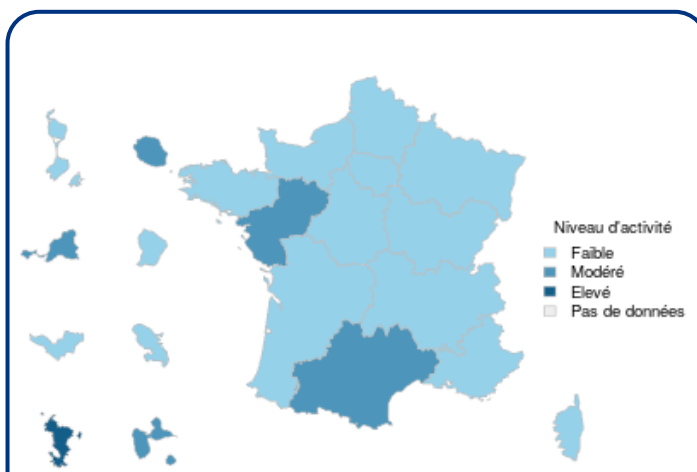 Niveau d'activité
Faible
Modéré
Elevé
Pas de données